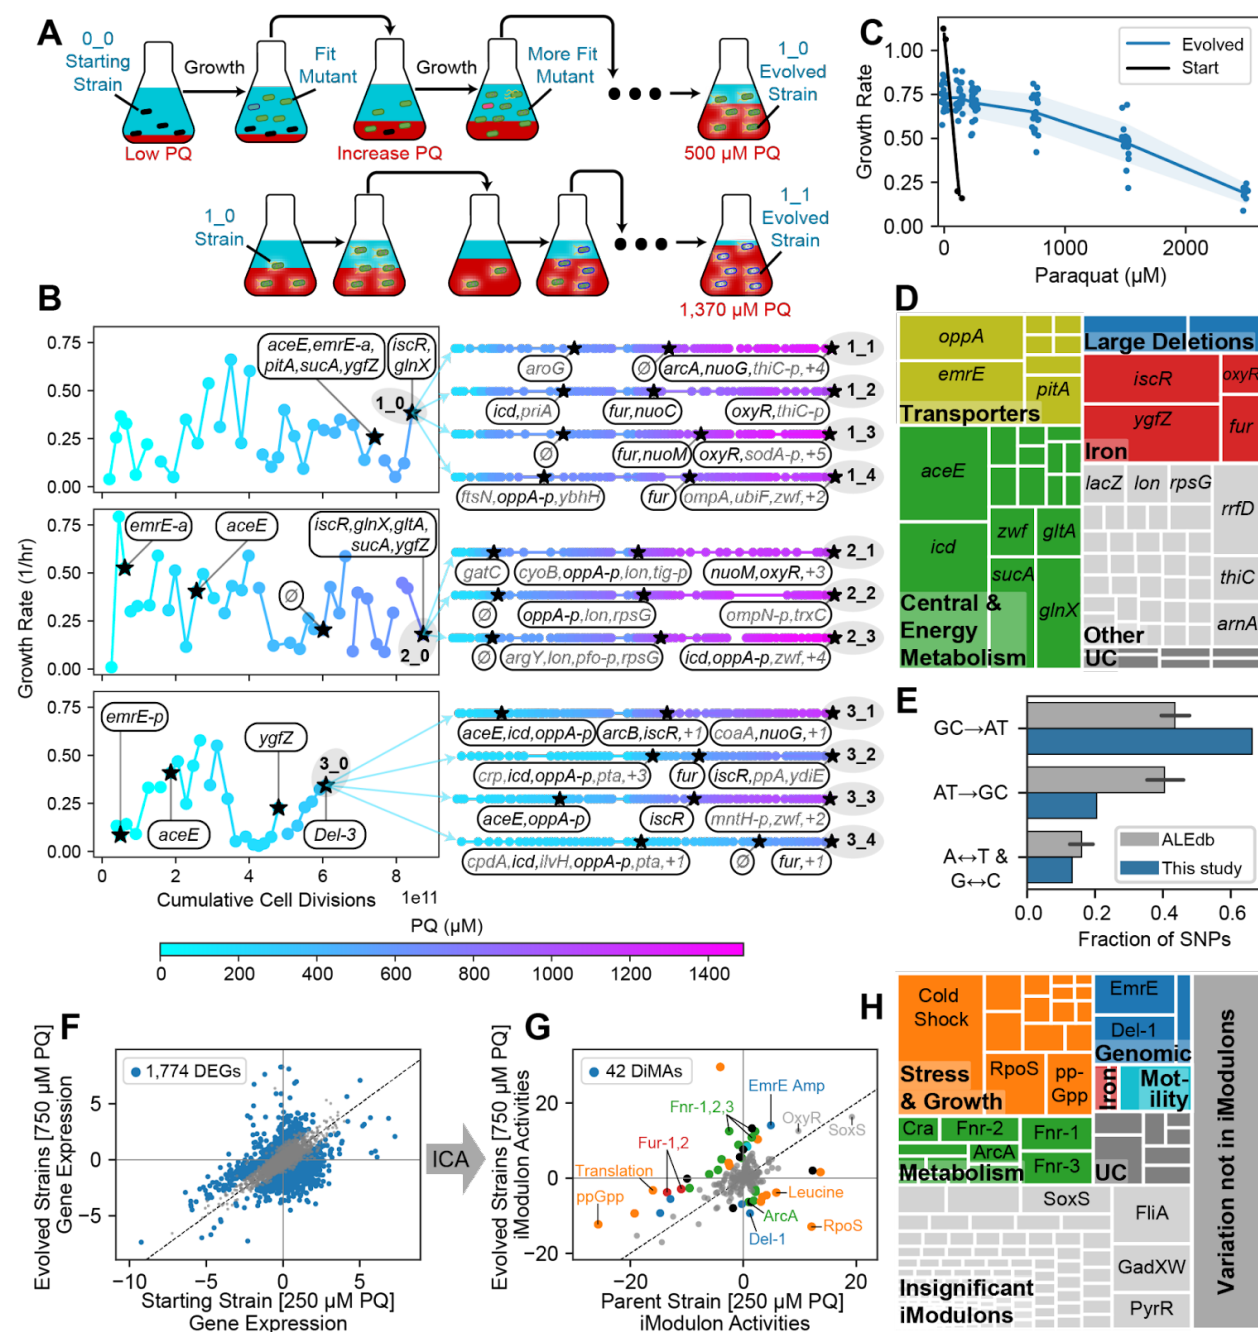 A
0_0
Starting
Strain
Growth
Fit
Mutant
Growth
More Fit
Mutant
1_0
Evolved
Strain
Low PQ
Increase PQ
500 µM PQ
1_0
Strain
1_1
Evolved
Strain
1,370 µM PQ
B
Growth Rate (1/hr)
0.75
0.50
0.25
0.00
aceE,emrE-a,
pitA,sucA,ygfZ
iscR,
glnX
1_0
0.75
0.50
0.25
0.00
emrE-a
aceE
iscR,glnX,gltA,
sucA,ygfZ
∅
2_0
0.75
0.50
0.25
0.00
emrE-p
aceE
ygfZ
3_0
Del-3
0
2
4
6
8
1e11
Cumulative Cell Divisions
1_1
aroG
∅
arcA,nuoG,thiC-p,+4
1_2
icd,priA
fur,nuoC
oxyR,thiC-p
1_3
∅
fur,nuoM
oxyR,sodA-p,+5
1_4
ftsN,oppA-p,ybhH
fur
ompA,ubiF,zwf,+2
2_1
gatC
cyoB,oppA-p,lon,tig-p
nuoM,oxyR,+3
2_2
∅
oppA-p,lon,rpsG
ompN-p,trxC
2_3
∅
argY,lon,pfo-p,rpsG
icd,oppA-p,zwf,+4
3_1
aceE,icd,oppA-p
arcB,iscR,+1
coaA,nuoG,+1
3_2
crp,icd,oppA-p,pta,+3
fur
iscR,ppA,ydiE
3_3
aceE,oppA-p
iscR
mntH-p,zwf,+2
3_4
cpdA,icd,ilvH,oppA-p,pta,+1
∅
fur,+1
PQ (µM)
0
200
400
600
800
1000
1200
1400
C
Growth Rate
1.00
0.75
0.50
0.25
0.00
Evolved
Start
0
1000
2000
Paraquat (µM)
D
oppA
emrE
pitA
Transporters
Large Deletions
iscR
oxyR
ygfZ
fur
Iron
aceE
icd
zwf
gltA
sucA
glnX
Central &
Energy
Metabolism
lacZ
lon
rpsG
rrfD
thiC
arnA
Other
UC
E
GC→AT
AT→GC
A↔T &
G↔C
ALEdb
This study
0.0
0.2
0.4
0.6
Fraction of SNPs
F
Evolved Strains [750 µM PQ]
Gene Expression
1,774 DEGs
5
0
−5
−10
−5
0
5
Starting Strain [250 µM PQ]
Gene Expression
ICA
G
Evolved Strains [750 µM PQ]
iModulon Activities
42 DiMAs
20
0
−20
EmrE Amp
Fnr-1,2,3
OxyR
SoxS
Fur-1,2
Translation
ppGpp
Leucine
ArcA
Del-1
RpoS
−20
0
20
Parent Strain [250 µM PQ]
iModulon Activities
H
Cold
Shock
RpoS
pp-
Gpp
Stress
& Growth
EmrE
Del-1
Genomic
Iron
Mot-
ility
Cra
Fnr-2
Fnr-1
ArcA
Fnr-3
Metabolism
UC
SoxS
FliA
GadXW
PyrR
Insignificant
iModulons
Variation not in iModulons